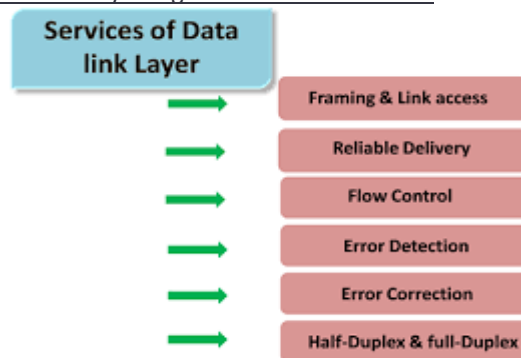 Services of Data
link Layer
Framing & Link access
Reliable Delivery
Flow Control
Error Detection
Error Correction
Half-Duplex & full-Duplex